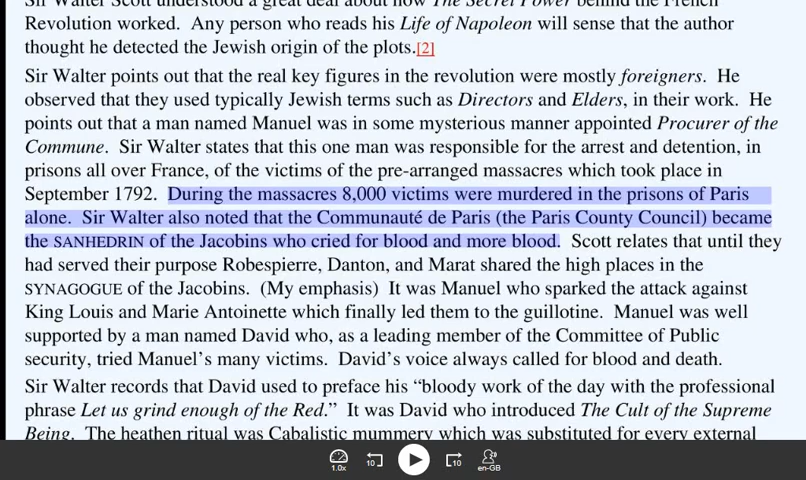 Sir Walter Scott understood a great deal about how The Secret Power behind the French
Revolution worked. Any person who reads his Life of Napoleon will sense that the author
thought he detected the Jewish origin of the plots.[2]
Sir Walter points out that the real key figures in the revolution were mostly foreigners. He
observed that they used typically Jewish terms such as Directors and Elders, in their work. He
points out that a man named Manuel was in some mysterious manner appointed Procurer of the
Commune. Sir Walter states that this one man was responsible for the arrest and detention, in
prisons all over France, of the victims of the pre-arranged massacres which took place in
September 1792. During the massacres 8,000 victims were murdered in the prisons of Paris
alone. Sir Walter also noted that the Communauté de Paris (the Paris County Council) became
the SANHEDRIN of the Jacobins who cried for blood and more blood. Scott relates that until they
had served their purpose Robespierre, Danton, and Marat shared the high places in the
SYNAGOGUE of the Jacobins. (My emphasis) It was Manuel who sparked the attack against
King Louis and Marie Antoinette which finally led them to the guillotine. Manuel was well
supported by a man named David who, as a leading member of the Committee of Public
security, tried Manuel's many victims. David's voice always called for blood and death.
Sir Walter records that David used to preface his “bloody work of the day with the professional
phrase Let us grind enough of the Red.” It was David who introduced The Cult of the Supreme
Being. The heathen ritual was Cabalistic mummery which was substituted for every external
1.0x
10
10
en-GB